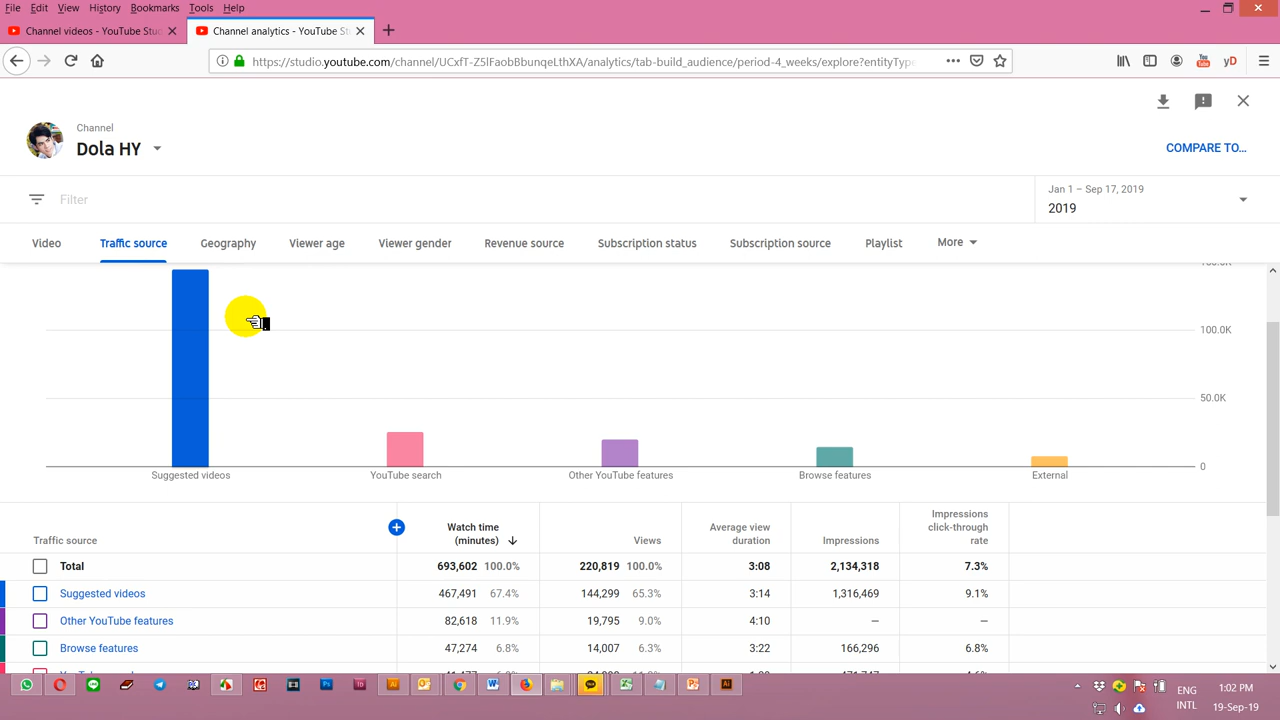 File Edit View History Bookmarks Tools Help
Channel videos - YouTube Stu
Channel analytics - YouTube St
http://studio.youtube.com/channel/UCxfT-Z5lFaobBbunqeLthXA/analytics/tab-build_audience/period-4_weeks/explore?entityType
Channel
Dola HY
COMPARE TO...
Filter
Jan 1 – Sep 17, 2019
2019
Video Traffic source Geography Viewer age Viewer gender Revenue source Subscription status Subscription source Playlist More
100.0K
50.0K
0
Suggested videos YouTube search Other YouTube features Browse features External
Traffic source
Watch time (minutes)
Views
Average view duration
Impressions
Impressions click-through rate
Total 693,602 100.0% 220,819 100.0% 3:08 2,134,318 7.3%
Suggested videos 467,491 67.4% 144,299 65.3% 3:14 1,316,469 9.1%
Other YouTube features 82,618 11.9% 19,795 9.0% 4:10 — —
Browse features 47,274 6.8% 14,007 6.3% 3:22 166,296 6.8%
ENG
INTL
1:02 PM
19-Sep-19